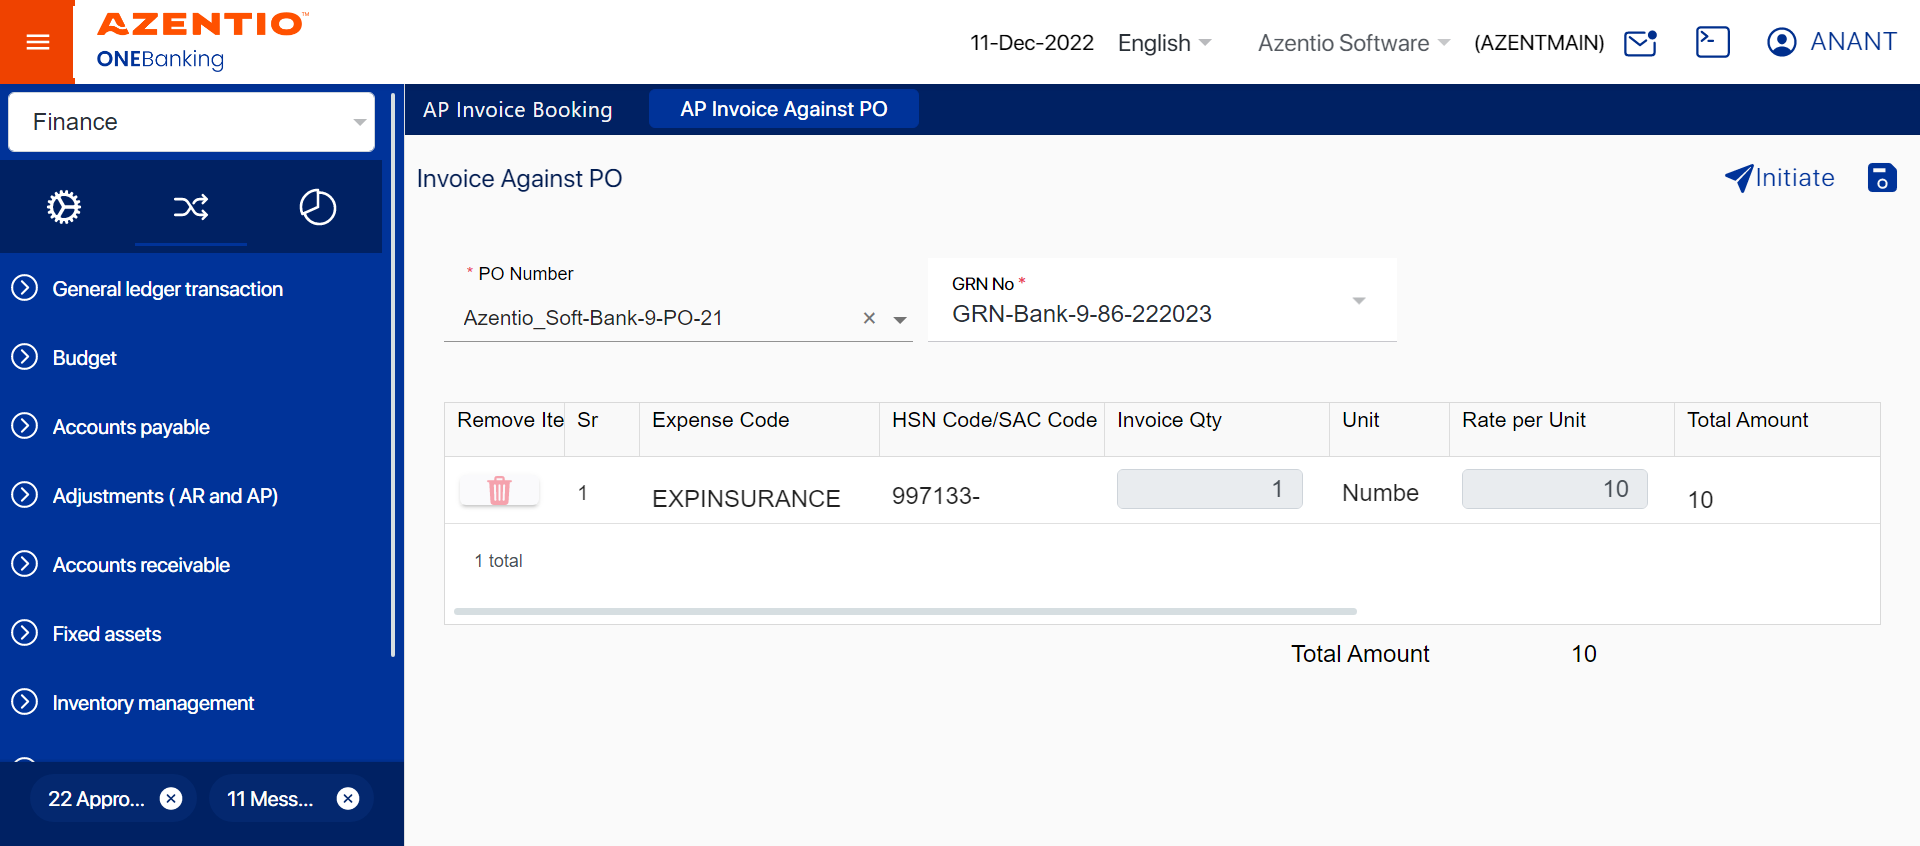 AZENTIO™
ONEBanking
11-Dec-2022
English
Azentio Software
(AZENTMAIN)
ANANT
Finance
General ledger transaction
Budget
Accounts payable
Adjustments ( AR and AP)
Accounts receivable
Fixed assets
Inventory management
22 Appro...
11 Mess...
AP Invoice Booking
AP Invoice Against PO
Invoice Against PO
Initiate
* PO Number
Azentio_Soft-Bank-9-PO-21
GRN No *
GRN-Bank-9-86-222023
Remove Ite Sr Expense Code HSN Code/SAC Code Invoice Qty Unit Rate per Unit Total Amount
1 EXPINSURANCE 997133- 1 Numbe 10 10
1 total
Total Amount 10